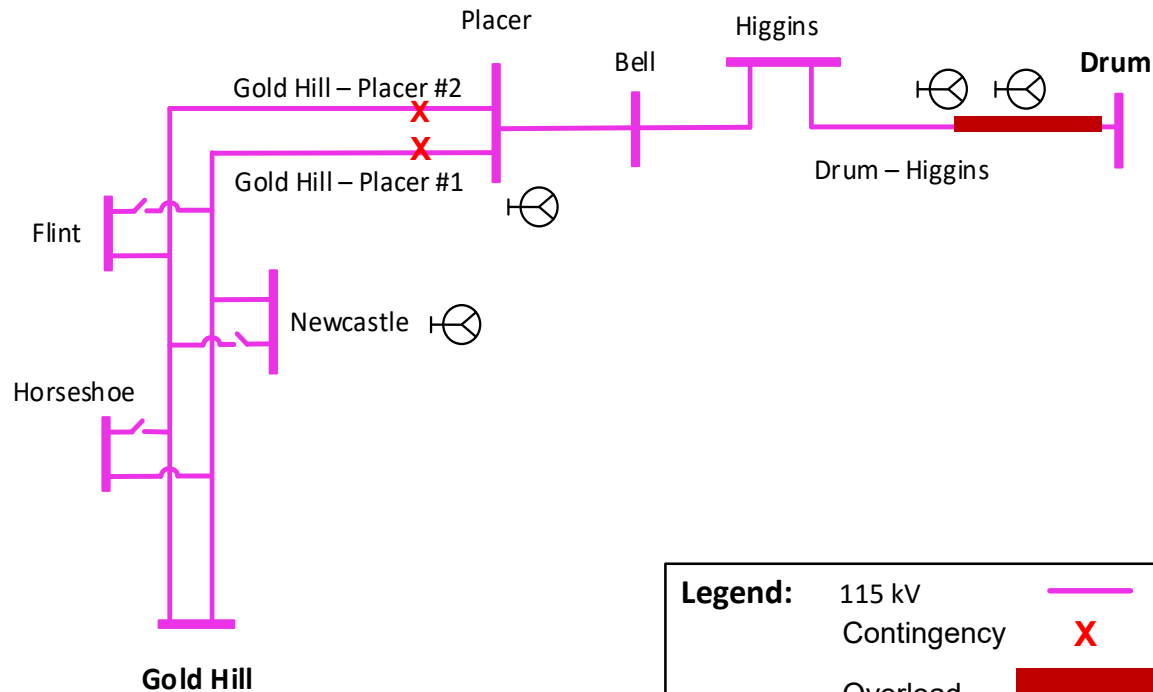 Placer
Higgins
Bell
Drum
Gold Hill – Placer #2
Gold Hill – Placer #1
Drum – Higgins
Flint
Newcastle
Horseshoe
Gold Hill
Legend:
115 kV
Contingency
X
Overload
X
X